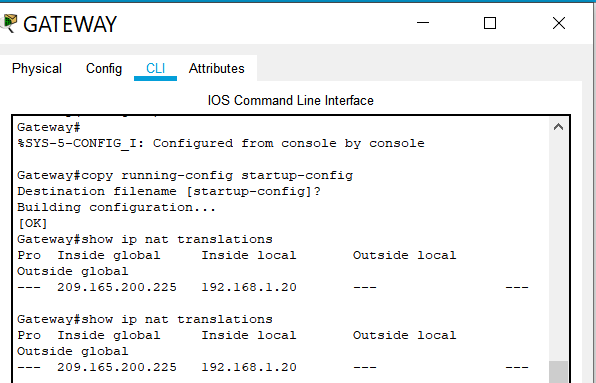 GATEWAY
Physical Config CLI Attributes
IOS Command Line Interface
Gateway#
%SYS-5-CONFIG_I: Configured from console by console
Gateway#copy running-config startup-config
Destination filename [startup-config]?
Building configuration...
[OK]
Gateway#show ip nat translations
Pro  Inside global     Inside local       Outside local
Outside global
---  209.165.200.225   192.168.1.20       ---                ---
Gateway#show ip nat translations
Pro  Inside global     Inside local       Outside local
Outside global
---  209.165.200.225   192.168.1.20       ---                ---